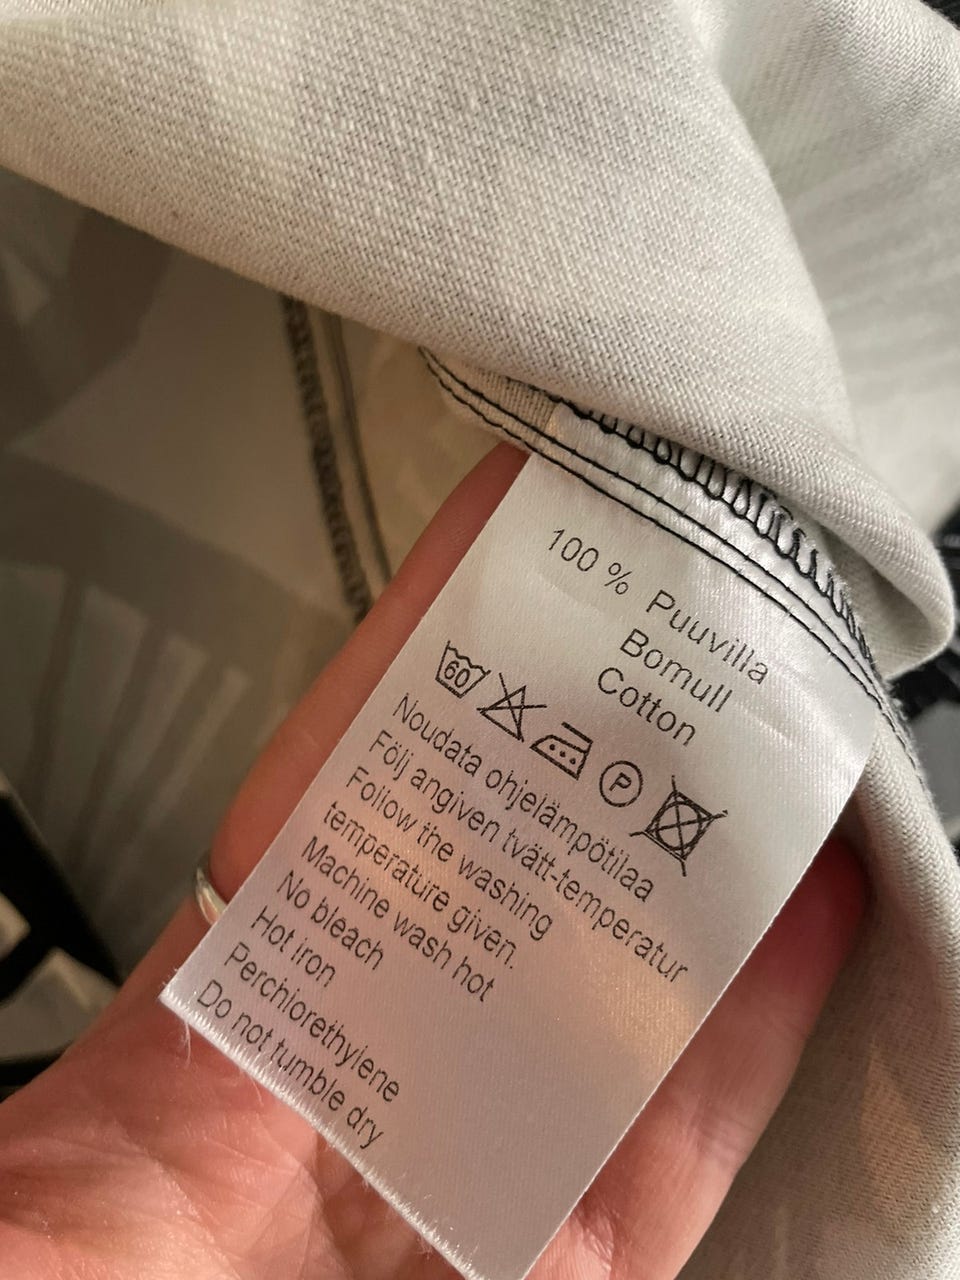 100 % Puuvilla
Bomull
Cotton
60 P
Noudata ohjelämpötilaa
Följ angiven tvätt-temperatur
Follow the washing
temperature given.
Machine wash hot
No bleach
Hot iron
Perchiorethyiene
Do not tumble dry